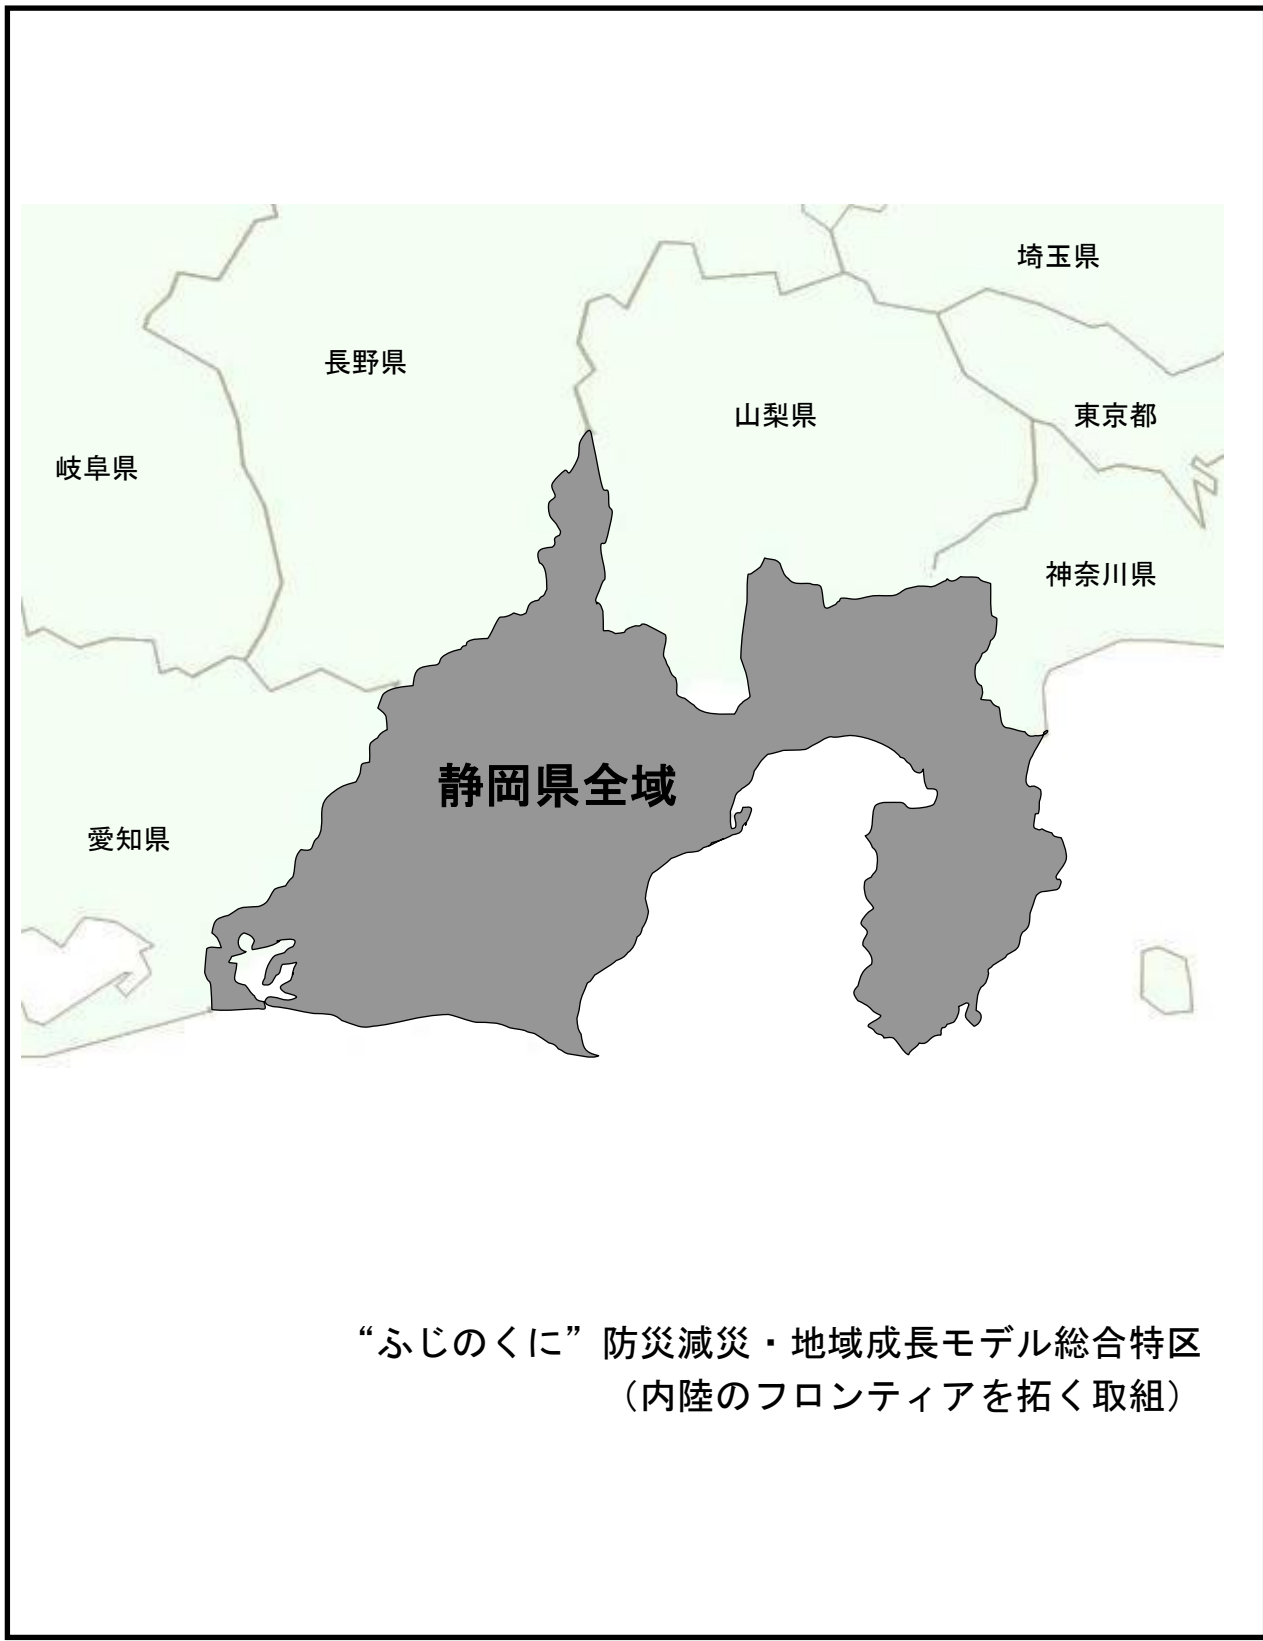 埼玉県
長野県
山梨県
東京都
岐阜県
神奈川県
静岡県全域
愛知県
“ふじのくに”防災減災・地域成長モデル総合特区
（内陸のフロンティアを拓く取組）